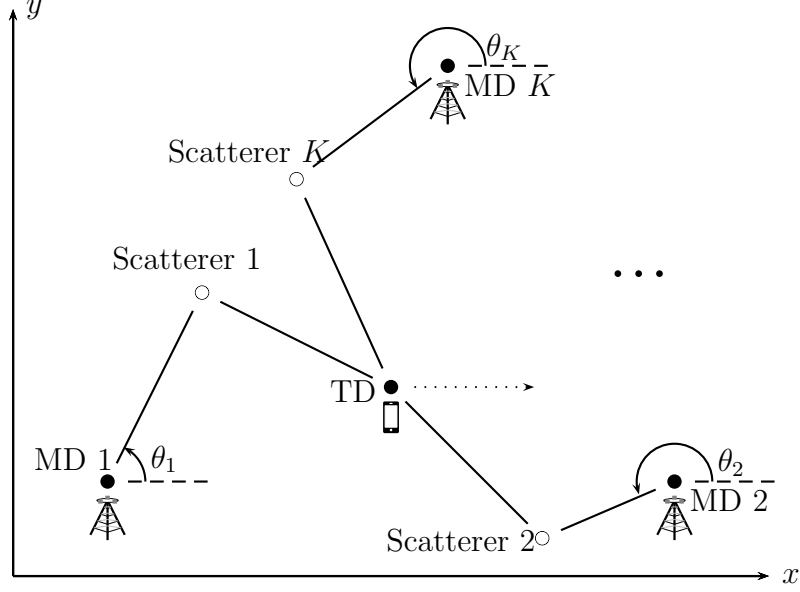 y
θ_K
MD K
Scatterer K
Scatterer 1
...
TD
MD 1
θ_1
θ_2
MD 2
Scatterer 2
x